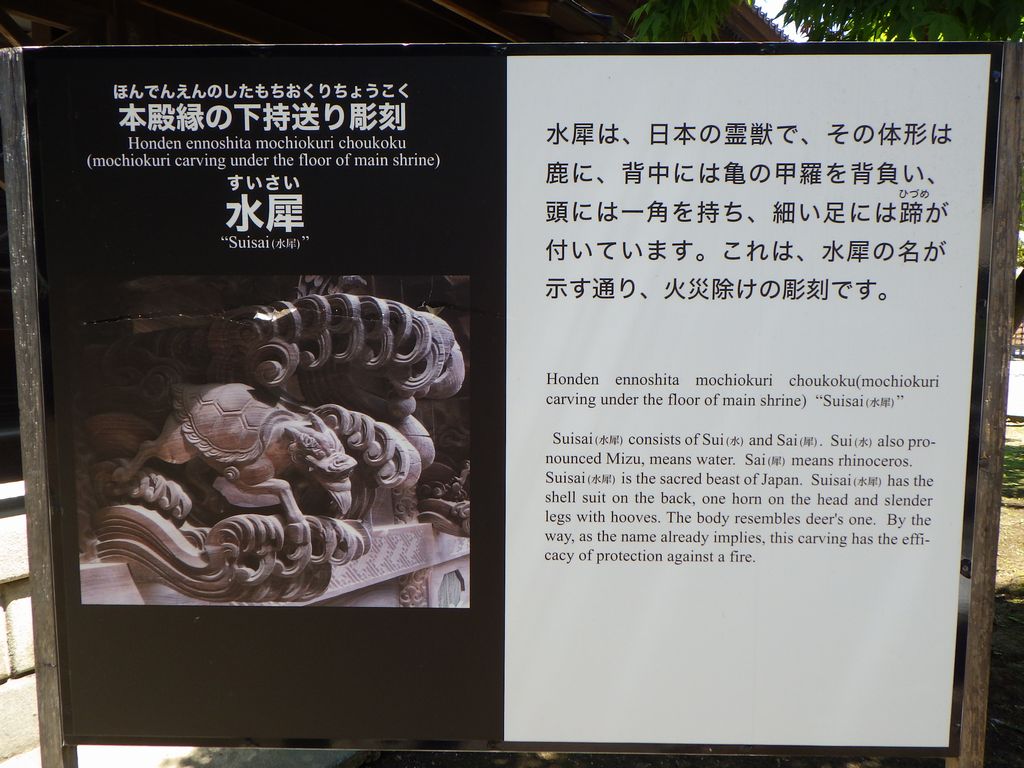 ほんでんえんのしたもちおくりちょうこく
本殿縁の下持送り彫刻
Honden ennoshita mochiokuri choukoku
(mochiokuri carving under the floor of main shrine)
すいさい
水犀
“Suisai(水犀)”
水犀は、日本の霊獣で、その体形は
鹿に、背中には亀の甲羅を背負い、
ひづめ
頭には一角を持ち、細い足には蹄が
付いています。これは、水犀の名が
示す通り、火災除けの彫刻です。
Honden ennoshita mochiokuri choukoku(mochiokuri
carving under the floor of main shrine) “Suisai(水犀)”
Suisai(水犀) consists of Sui(水) and Sai(犀). Sui(水) also pro-
nounced Mizu, means water. Sai(犀) means rhinoceros.
Suisai(水犀) is the sacred beast of Japan. Suisai(水犀) has the
shell suit on the back, one horn on the head and slender
legs with hooves. The body resembles deer's one. By the
way, as the name already implies, this carving has the effi-
cacy of protection against a fire.